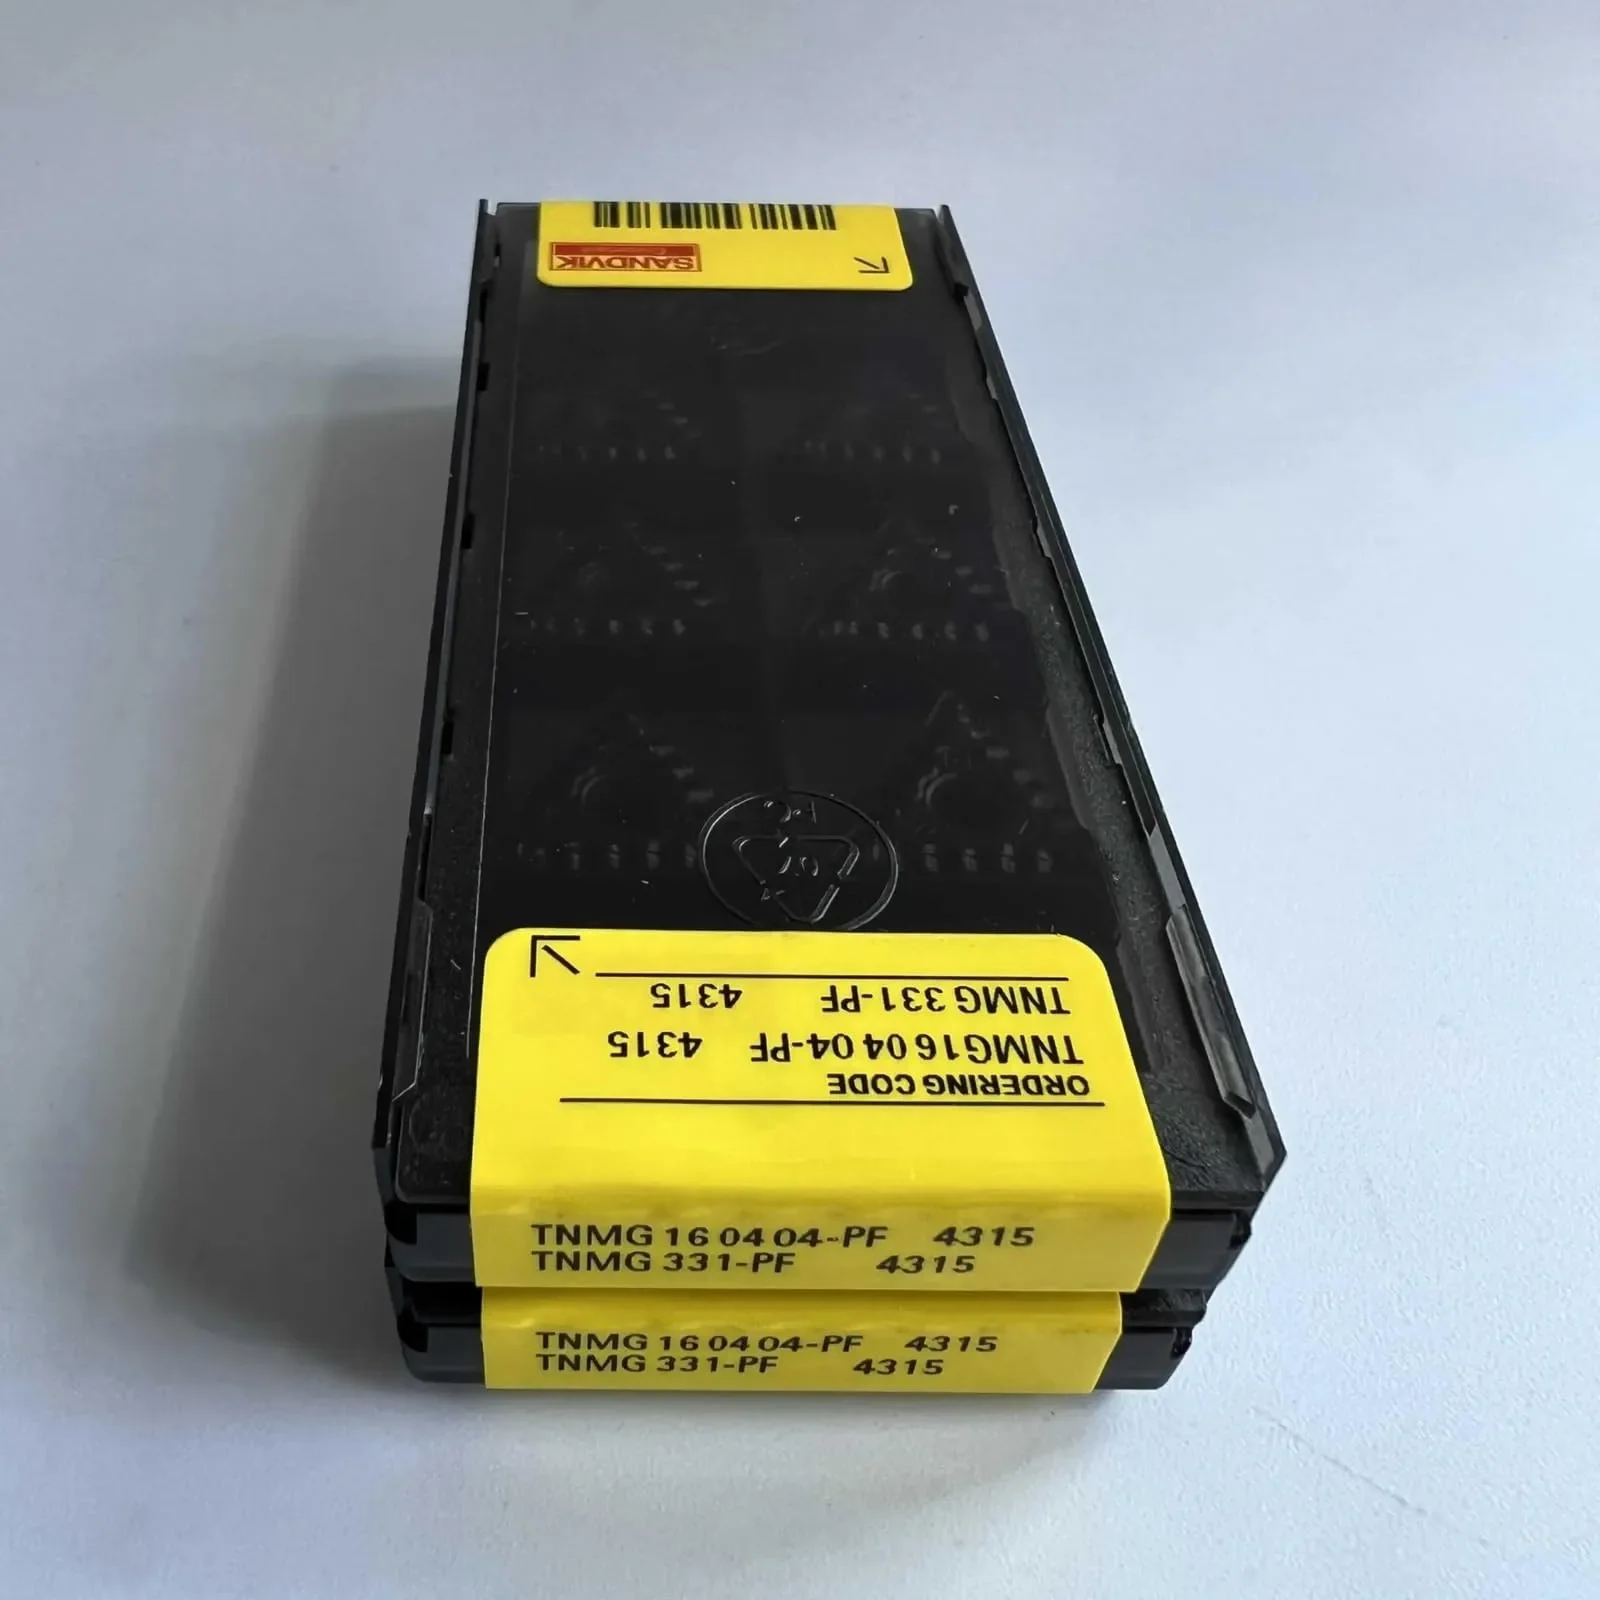 SANDVIK
TNMG 331-PF 4315
TNMG 16 04 04-PF 4315
ORDERING CODE
TNMG 16 04 04-PF 4315
TNMG 331-PF 4315
TNMG 16 04 04-PF 4315
TNMG 331-PF 4315